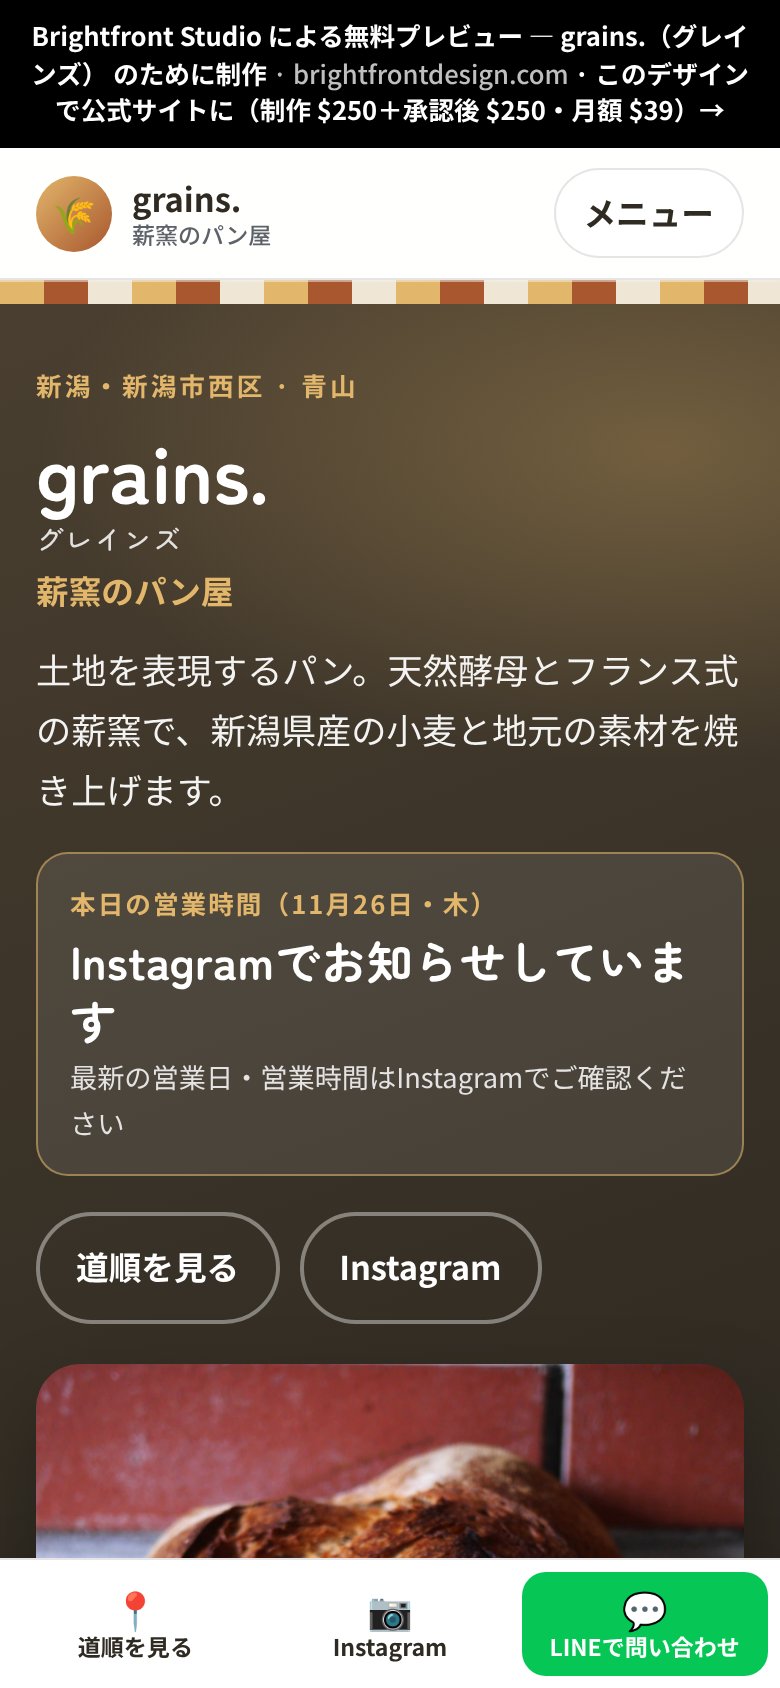 Brightfront Studio による無料プレビュー — grains.（グレイ
ンズ） のために制作 · brightfrontdesign.com · このデザイン
で公式サイトに（制作 $250＋承認後 $250・月額 $39）→
grains.
薪窯のパン屋
メニュー
新潟・新潟市西区 · 青山
grains.
グレインズ
薪窯のパン屋
土地を表現するパン。天然酵母とフランス式
の薪窯で、新潟県産の小麦と地元の素材を焼
き上げます。
本日の営業時間（11月26日・木）
Instagramでお知らせしていま
す
最新の営業日・営業時間はInstagramでご確認くだ
さい
道順を見る
Instagram
道順を見る
Instagram
LINEで問い合わせ